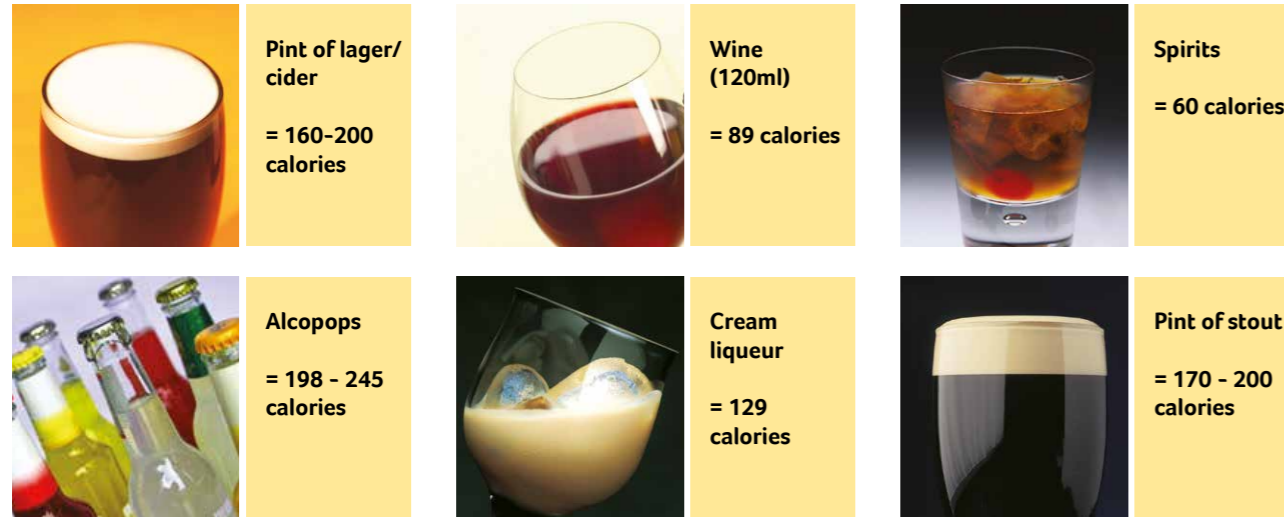 Pint of lager/
cider
= 160-200
calories
Wine
(120ml)
= 89 calories
Spirits
= 60 calories
Alcopops
= 198 - 245
calories
Cream
liqueur
= 129
calories
Pint of stout
= 170 - 200
calories